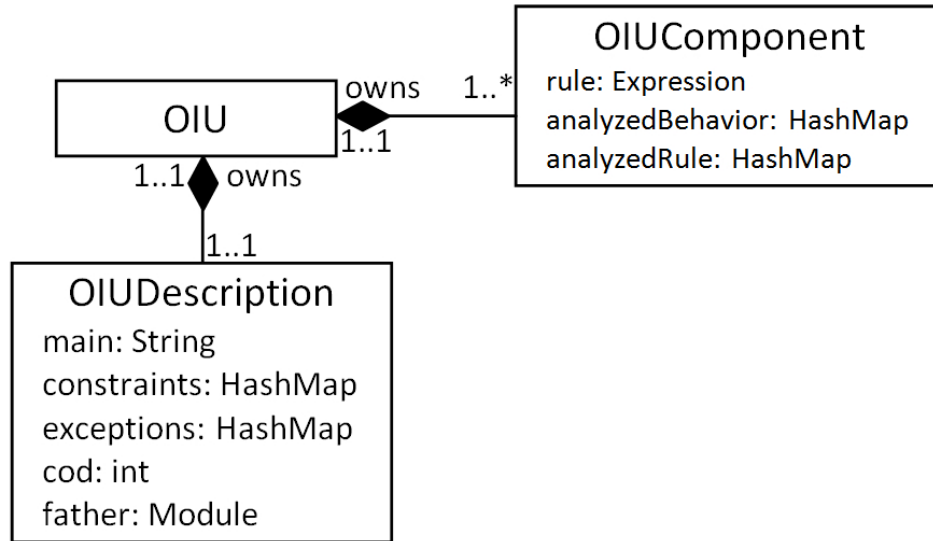 OIU
owns
1..1
1..*
OIUComponent
rule: Expression
analyzedBehavior: HashMap
analyzedRule: HashMap
1..1
owns
1..1
OIUDescription
main: String
constraints: HashMap
exceptions: HashMap
cod: int
father: Module